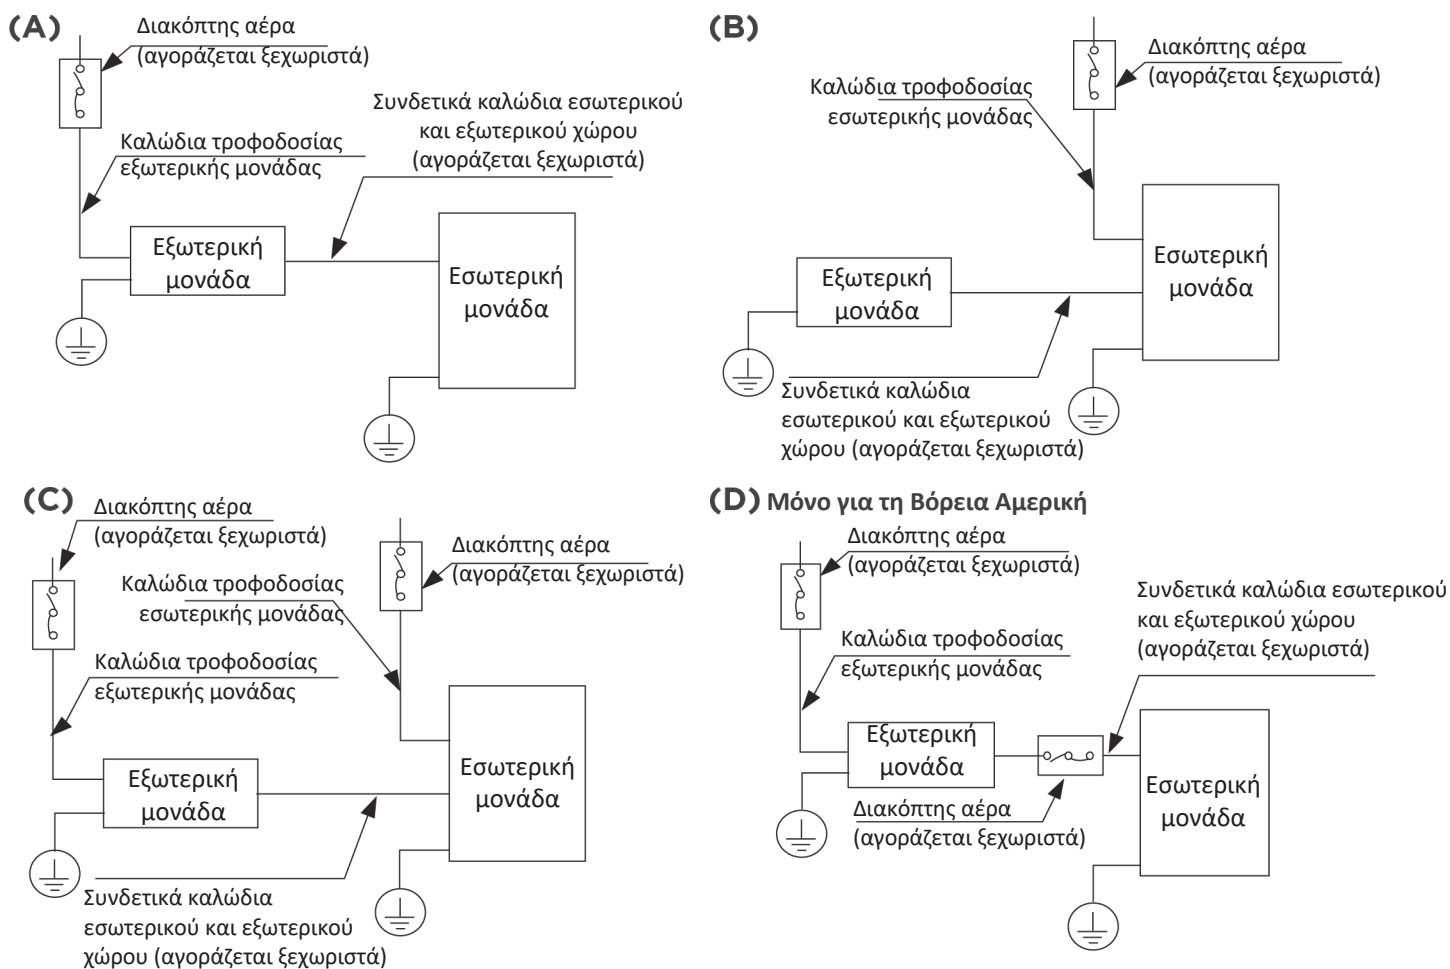 (A)
Διακόπτης αέρα
(αγοράζεται ξεχωριστά)
Συνδετικά καλώδια εσωτερικού
και εξωτερικού χώρου
(αγοράζεται ξεχωριστά)
Καλώδια τροφοδοσίας
εξωτερικής μονάδας
Εξωτερική
μονάδα
Εσωτερική
μονάδα
(B)
Διακόπτης αέρα
(αγοράζεται ξεχωριστά)
Καλώδια τροφοδοσίας
εσωτερικής μονάδας
Εσωτερική
μονάδα
Εξωτερική
μονάδα
Συνδετικά καλώδια
εσωτερικού και εξωτερικού
χώρου (αγοράζεται ξεχωριστά)
(C)
Διακόπτης αέρα
(αγοράζεται ξεχωριστά)
Διακόπτης αέρα
(αγοράζεται ξεχωριστά)
Καλώδια τροφοδοσίας
εσωτερικής μονάδας
Καλώδια τροφοδοσίας
εξωτερικής μονάδας
Εξωτερική
μονάδα
Εσωτερική
μονάδα
Συνδετικά καλώδια
εσωτερικού και εξωτερικού
χώρου (αγοράζεται ξεχωριστά)
(D) Μόνο για τη Βόρεια Αμερική
Διακόπτης αέρα
(αγοράζεται ξεχωριστά)
Συνδετικά καλώδια εσωτερικού
και εξωτερικού χώρου
(αγοράζεται ξεχωριστά)
Καλώδια τροφοδοσίας
εξωτερικής μονάδας
Εξωτερική
μονάδα
Διακόπτης αέρα
(αγοράζεται ξεχωριστά)
Εσωτερική
μονάδα